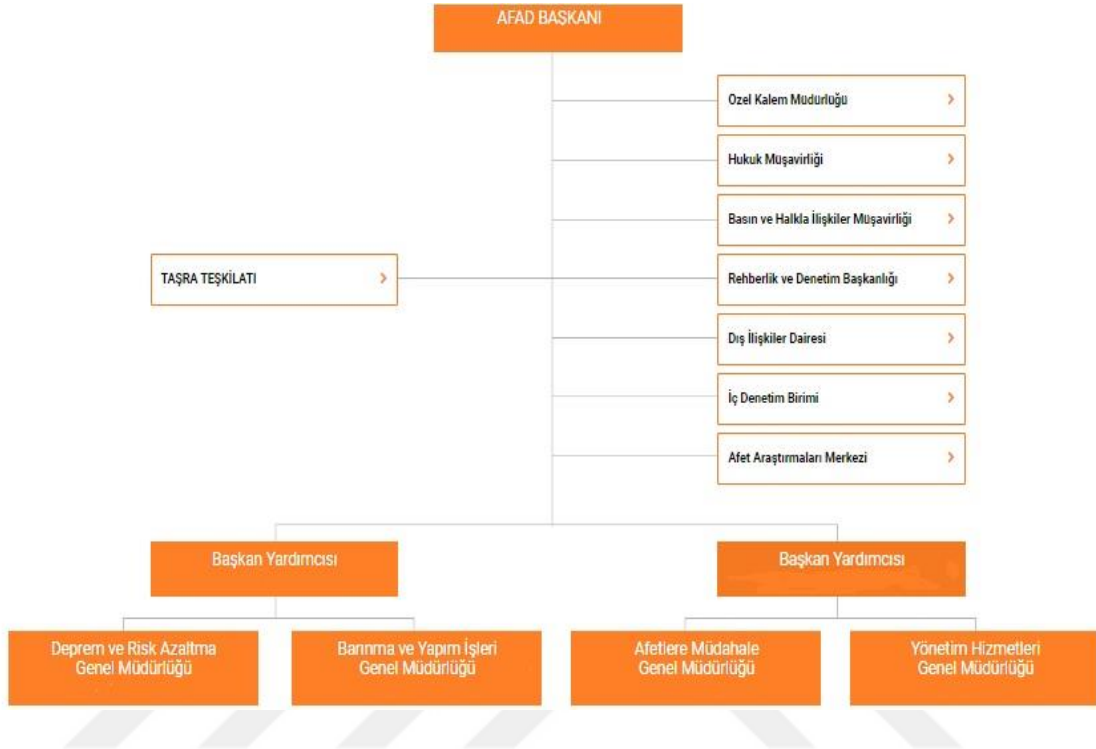 AFAD BAŞKANI
Özel Kalem Müdürlüğü
Hukuk Müşavirliği
Basın ve Halkla İlişkiler Müşavirliği
TAŞRA TEŞKİLATI
Rehberlik ve Denetim Başkanlığı
Dış İlişkiler Dairesi
İç Denetim Birimi
Afet Araştırmaları Merkezi
Başkan Yardımcısı
Başkan Yardımcısı
Deprem ve Risk Azaltma
Genel Müdürlüğü
Barınma ve Yapım İşleri
Genel Müdürlüğü
Afetlere Müdahale
Genel Müdürlüğü
Yönetim Hizmetleri
Genel Müdürlüğü